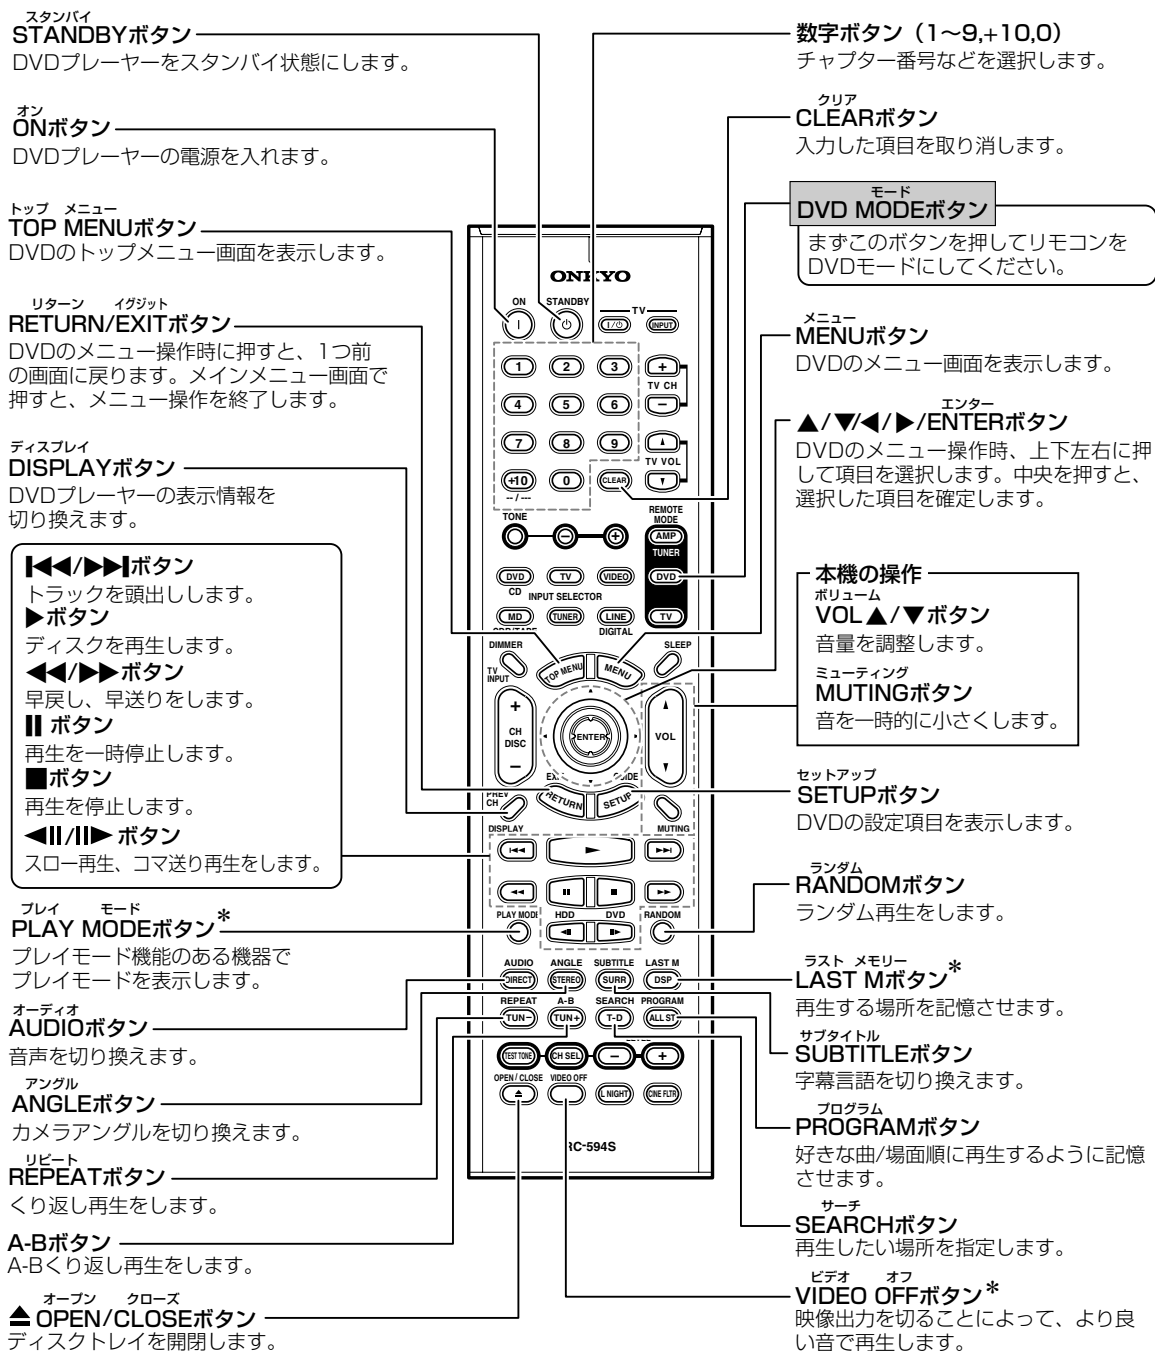 スタンバイ
STANDBYボタン
DVDプレーヤーをスタンバイ状態にします。
オン
ONボタン
DVDプレーヤーの電源を入れます。
トップ メニュー
TOP MENUボタン
DVDのトップメニュー画面を表示します。
リターン イグジット
RETURN/EXITボタン
DVDのメニュー操作時に押すと、1つ前
の画面に戻ります。メインメニュー画面で
押すと、メニュー操作を終了します。
ディスプレイ
DISPLAYボタン
DVDプレーヤーの表示情報を
切り換えます。
|◀◀/▶▶|ボタン
トラックを頭出しします。
▶ボタン
ディスクを再生します。
◀◀/▶▶ボタン
早戻し、早送りをします。
|| ボタン
再生を一時停止します。
■ボタン
再生を停止します。
◀||/||▶ ボタン
スロー再生、コマ送り再生をします。
プレイ モード
PLAY MODEボタン*
プレイモード機能のある機器で
プレイモードを表示します。
オーディオ
AUDIOボタン
音声を切り換えます。
アングル
ANGLEボタン
カメラアングルを切り換えます。
リピート
REPEATボタン
くり返し再生をします。
A-Bボタン
A-Bくり返し再生をします。
オープン クローズ
⏏ OPEN/CLOSEボタン
ディスクトレイを開閉します。
ONKYO
ON STANDBY TV
I/⏻ INPUT
1 2 3 +
TV CH
4 5 6 −
7 8 9
TV VOL
+10 0 CLEAR
-- / ---
TONE
REMOTE
MODE
− + AMP
TUNER
DVD TV VIDEO DVD
CD INPUT SELECTOR
MD TUNER LINE TV
DIGITAL
DIMMER SLEEP
TV
INPUT
TOP MENU MENU
+
CH
DISC
−
ENTER
VOL
RETURN SETUP
PREV
CH
DISPLAY MUTING
PLAY MODE HDD DVD RANDOM
AUDIO ANGLE SUBTITLE LAST M
DIRECT STEREO SURR DSP
REPEAT A-B SEARCH PROGRAM
TUN− TUN+ T-D ALL ST
TEST TONE CH SEL − +
OPEN / CLOSE VIDEO OFF
L NIGHT CINE FLTR
RC-594S
数字ボタン（1〜9,+10,0）
チャプター番号などを選択します。
クリア
CLEARボタン
入力した項目を取り消します。
モード
DVD MODEボタン
まずこのボタンを押してリモコンを
DVDモードにしてください。
メニュー
MENUボタン
DVDのメニュー画面を表示します。
エンター
▲/▼/◀/▶/ENTERボタン
DVDのメニュー操作時、上下左右に押
して項目を選択します。中央を押すと、
選択した項目を確定します。
本機の操作
ボリューム
VOL▲/▼ボタン
音量を調整します。
ミューティング
MUTINGボタン
音を一時的に小さくします。
セットアップ
SETUPボタン
DVDの設定項目を表示します。
ランダム
RANDOMボタン
ランダム再生をします。
ラスト メモリー
LAST Mボタン*
再生する場所を記憶させます。
サブタイトル
SUBTITLEボタン
字幕言語を切り換えます。
プログラム
PROGRAMボタン
好きな曲/場面順に再生するように記憶
させます。
サーチ
SEARCHボタン
再生したい場所を指定します。
ビデオ オフ
VIDEO OFFボタン*
映像出力を切ることによって、より良
い音で再生します。